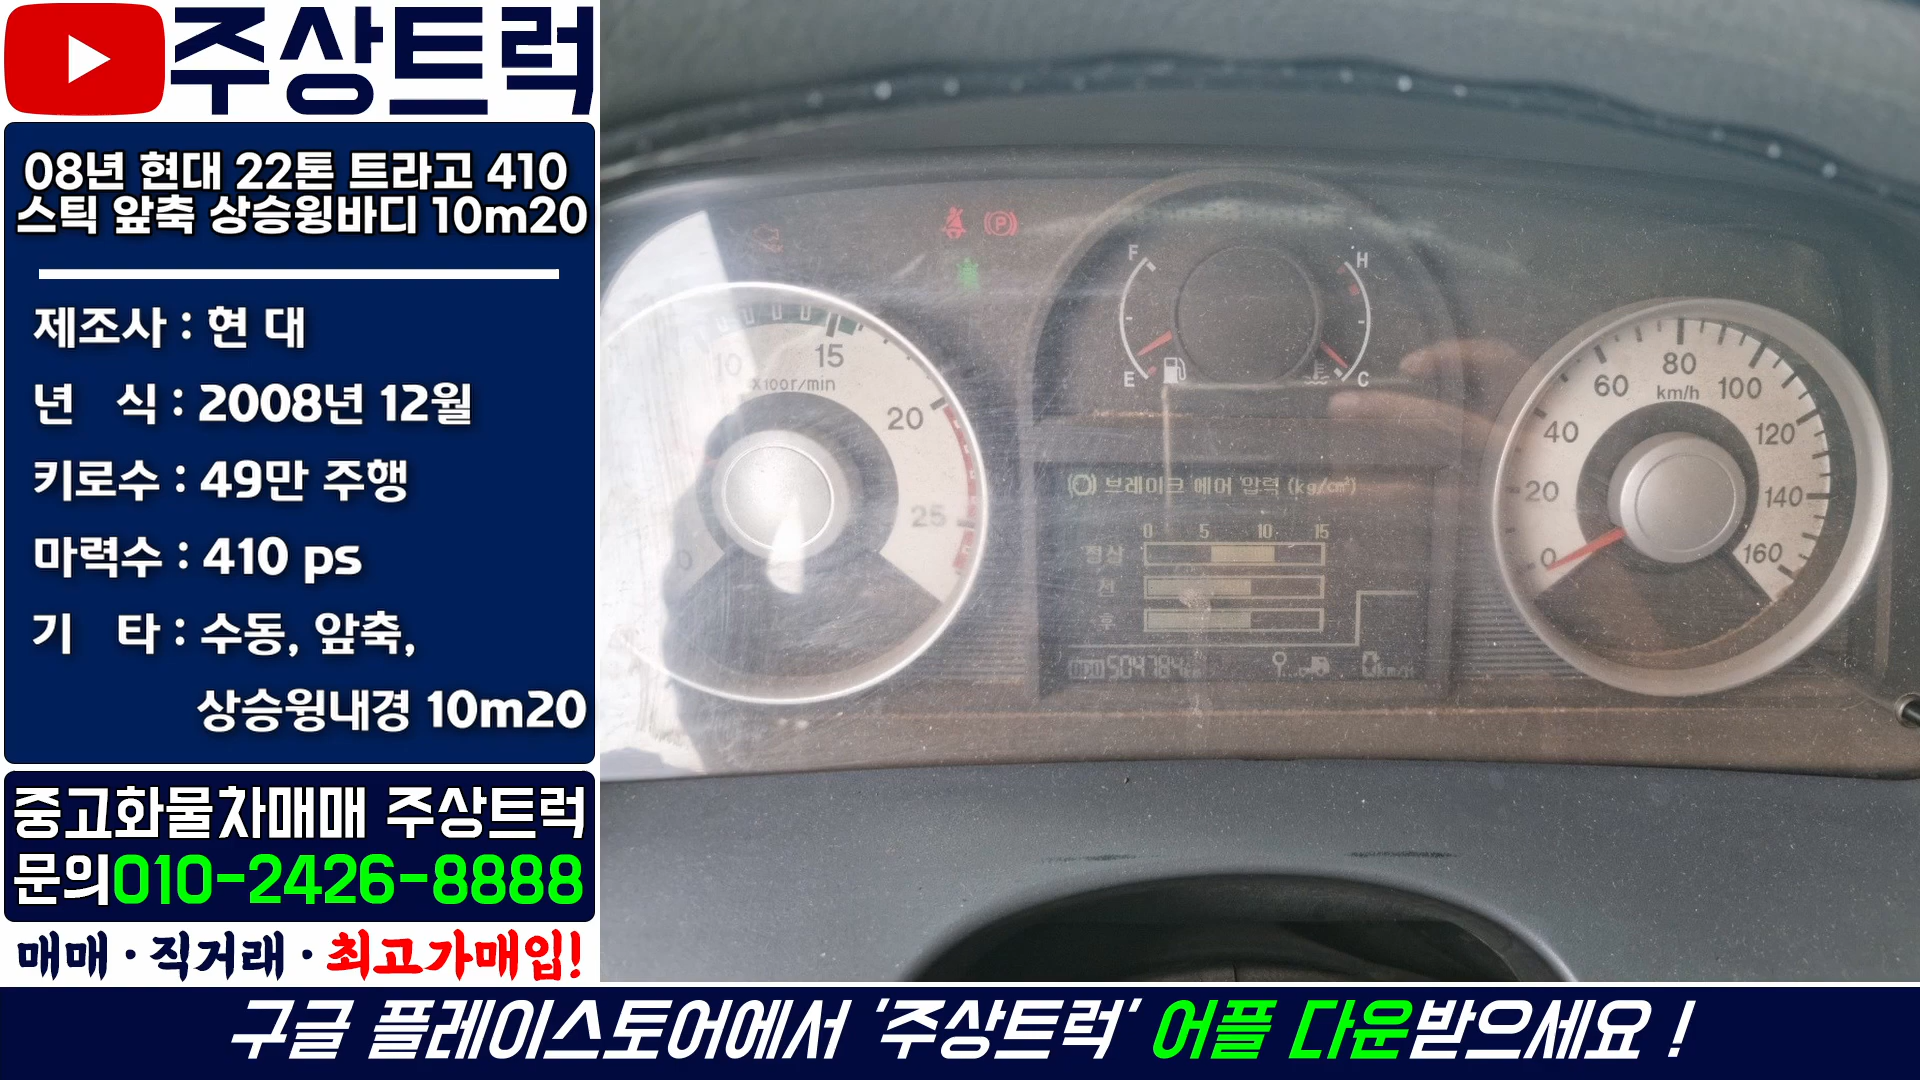 주상트럭
08년 현대 22톤 트라고 410
스틱 앞축 상승윙바디 10m20
제조사 : 현 대
년 식 : 2008년 12월
키로수 : 49만 주행
마력수 : 410 ps
기 타 : 수동, 앞축,
상승윙내경 10m20
중고화물차매매 주상트럭
문의010-2426-8888
매매 · 직거래 · 최고가매입!
구글 플레이스토어에서 '주상트럭' 어플 다운받으세요 !
0 10 15 20 25
X100r/min
F E H C
브레이크 에어 압력 (kg/cm²)
0 5 10 15
정상
전
후
504784
km/h
0 20 40 60 80 100 120 140 160
km/h
P